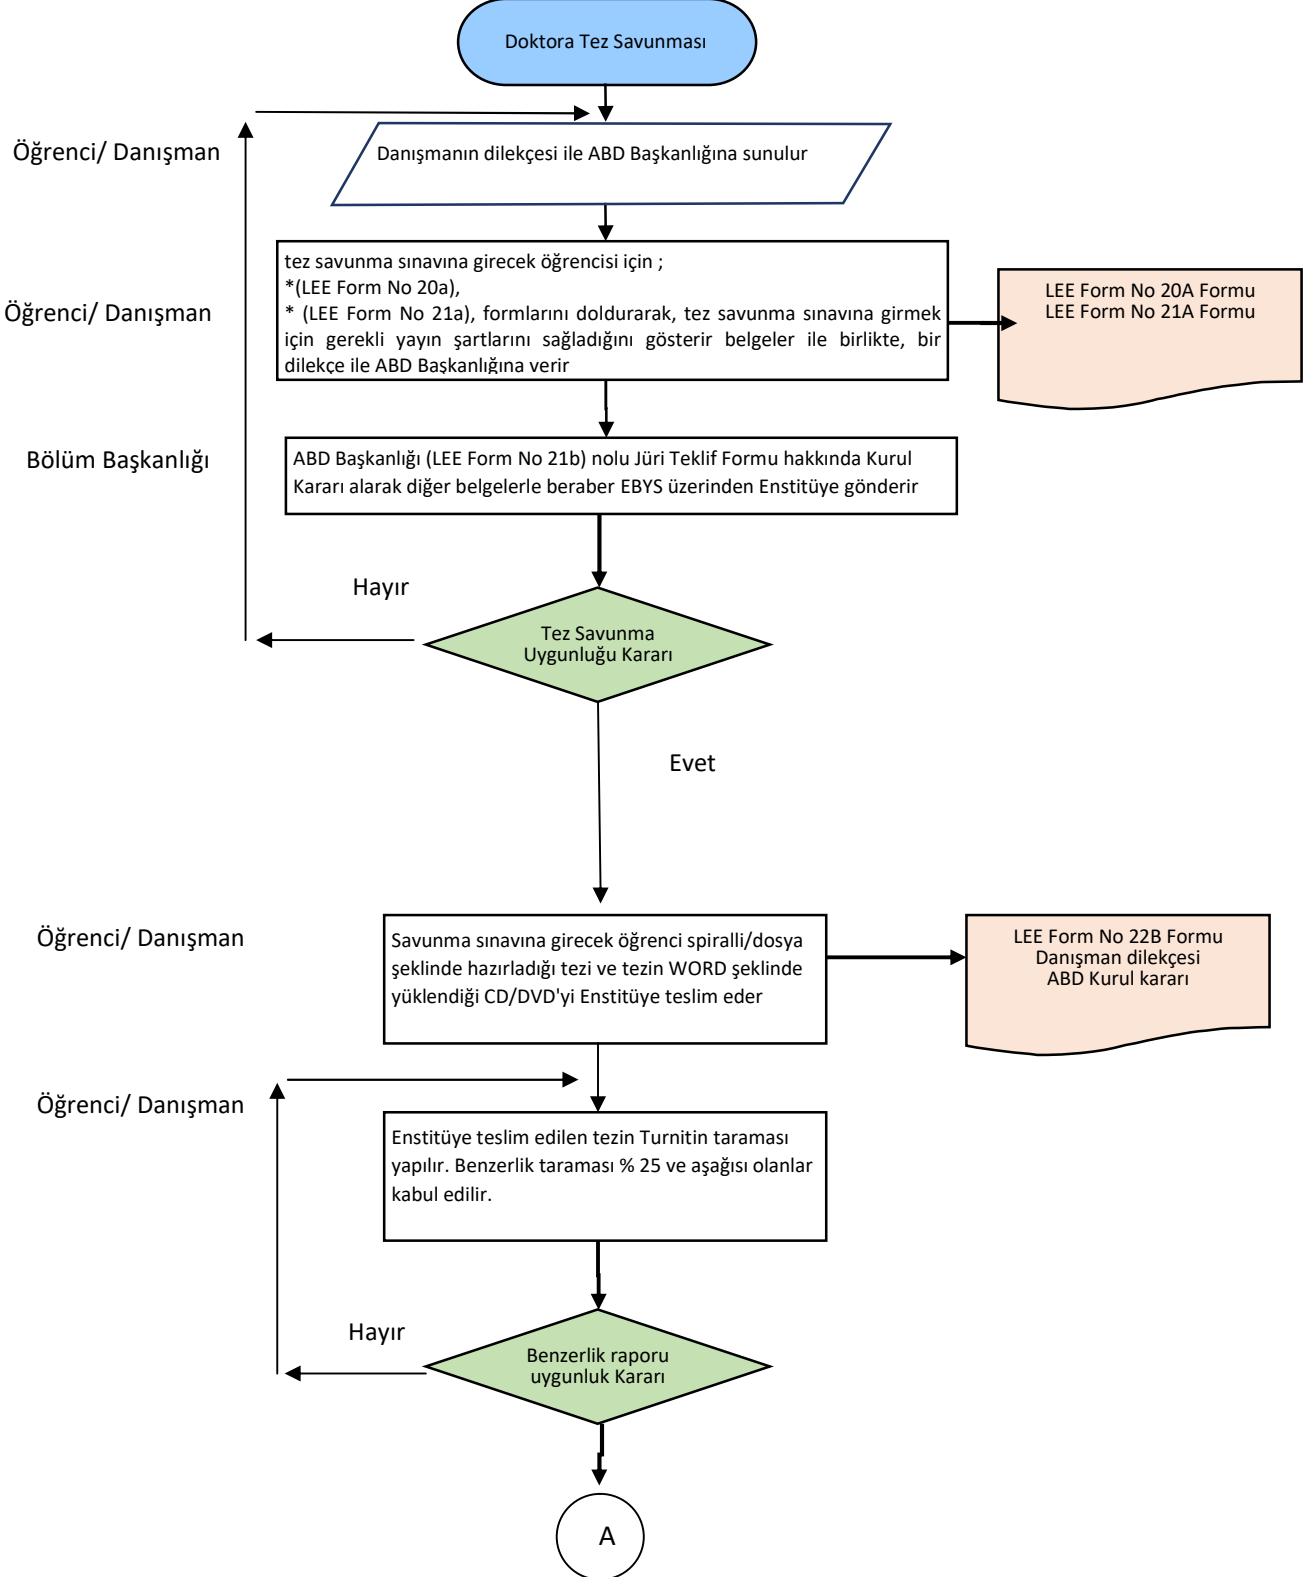 Doktora Tez Savunması
Öğrenci/ Danışman
Danışmanın dilekçesi ile ABD Başkanlığına sunulur
Öğrenci/ Danışman
tez savunma sınavına girecek öğrencisi için ;
*(LEE Form No 20a),
* (LEE Form No 21a), formlarını doldurarak, tez savunma sınavına girmek
için gerekli yayın şartlarını sağladığını gösterir belgeler ile birlikte, bir
dilekçe ile ABD Başkanlığına verir
LEE Form No 20A Formu
LEE Form No 21A Formu
Bölüm Başkanlığı
ABD Başkanlığı (LEE Form No 21b) nolu Jüri Teklif Formu hakkında Kurul
Kararı alarak diğer belgelerle beraber EBYS üzerinden Enstitüye gönderir
Hayır
Tez Savunma
Uygunluğu Kararı
Evet
Öğrenci/ Danışman
Savunma sınavına girecek öğrenci spiralli/dosya
şeklinde hazırladığı tezi ve tezin WORD şeklinde
yüklendiği CD/DVD'yi Enstitüye teslim eder
LEE Form No 22B Formu
Danışman dilekçesi
ABD Kurul kararı
Öğrenci/ Danışman
Enstitüye teslim edilen tezin Turnitin taraması
yapılır. Benzerlik taraması % 25 ve aşağısı olanlar
kabul edilir.
Hayır
Benzerlik raporu
uygunluk Kararı
A